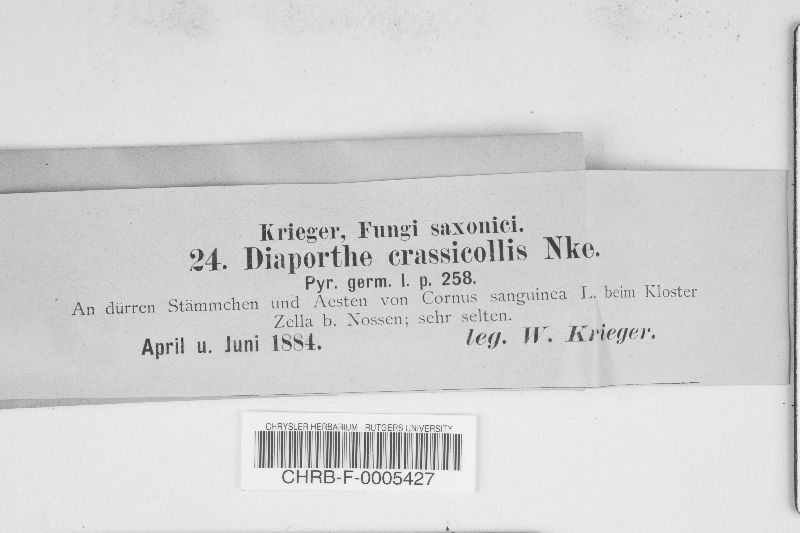 Krieger, Fungi saxonici.
24. Diaporthe crassicollis Nke.
Pyr. germ. I. p. 258.
An dürren Stämmchen und Aesten von Cornus sanguinea L. beim Kloster
Zella b. Nossen; sehr selten.
April u. Juni 1884. leg. W. Krieger.
CHRYSLER HERBARIUM - RUTGERS UNIVERSITY
CHRB-F-0005427